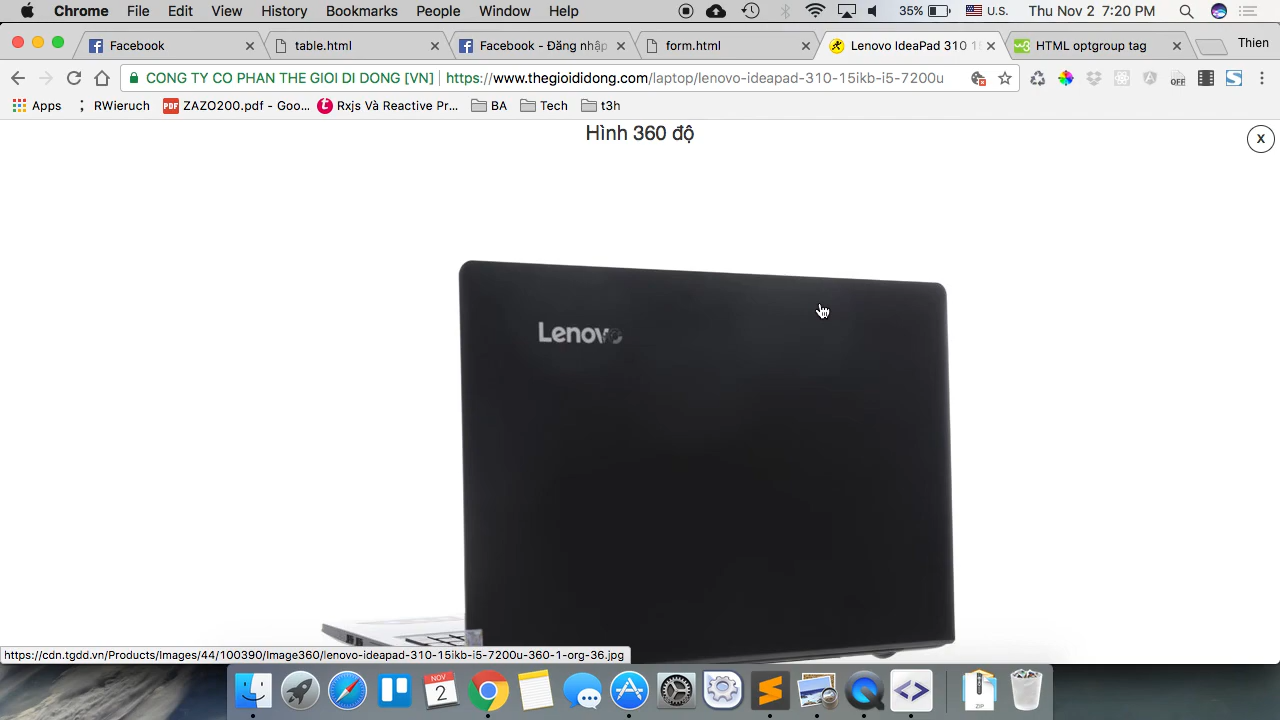 Chrome File Edit View History Bookmarks People Window Help 35% U.S. Thu Nov 2 7:20 PM
Facebook
table.html
Facebook - Đăng nhập
form.html
Lenovo IdeaPad 310 1
HTML optgroup tag
Thien
CONG TY CO PHAN THE GIOI DI DONG [VN] https://www.thegioididong.com/laptop/lenovo-ideapad-310-15ikb-i5-7200u
OFF
Apps RWieruch PDF ZAZO200.pdf - Goo... Rxjs Và Reactive Pr... BA Tech t3h
Hình 360 độ
X
Lenovo
https://cdn.tgdd.vn/Products/Images/44/100390/Image360/lenovo-ideapad-310-15ikb-i5-7200u-360-1-org-36.jpg
NOV
2
ZIP